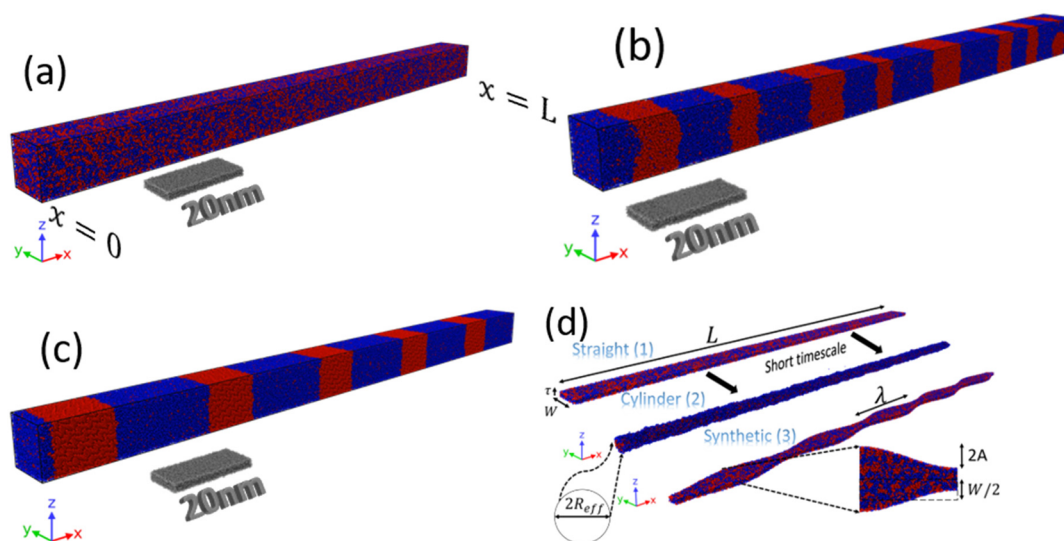 (a)
x = 0
x = L
20nm
z
y
x
(b)
20nm
z
y
x
(c)
20nm
z
y
x
(d)
Straight (1)
L
Short timescale
τ
W
Cylinder (2)
λ
Synthetic (3)
z
y
x
z
y
x
2A
W/2
2R_eff